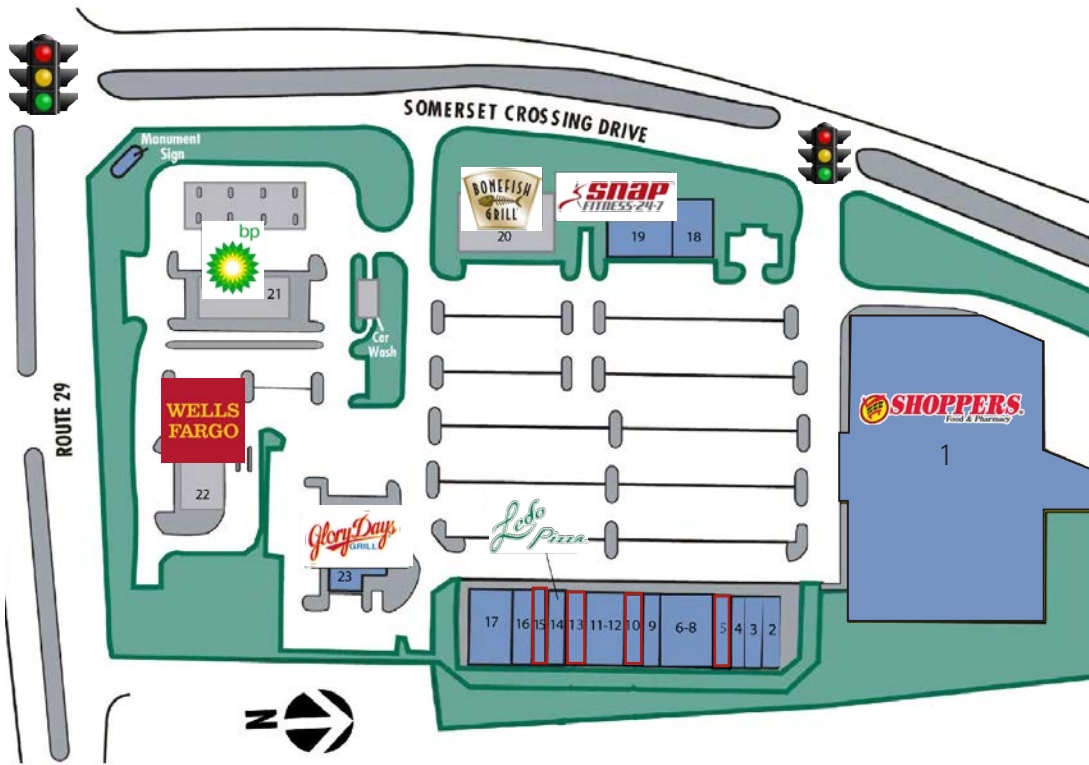 SOMERSET CROSSING DRIVE
Monument
Sign
BONEFISH
GRILL
20
snap
FITNESS-24-7
19
18
bp
21
Car
Wash
ROUTE 29
WELLS
FARGO
22
SHOPPERS.
Food & Pharmacy
1
Glory Days
GRILL
23
Ledo
Pizza
17
16
15
14
13
11-12
10
9
6-8
5
4
3
2
N